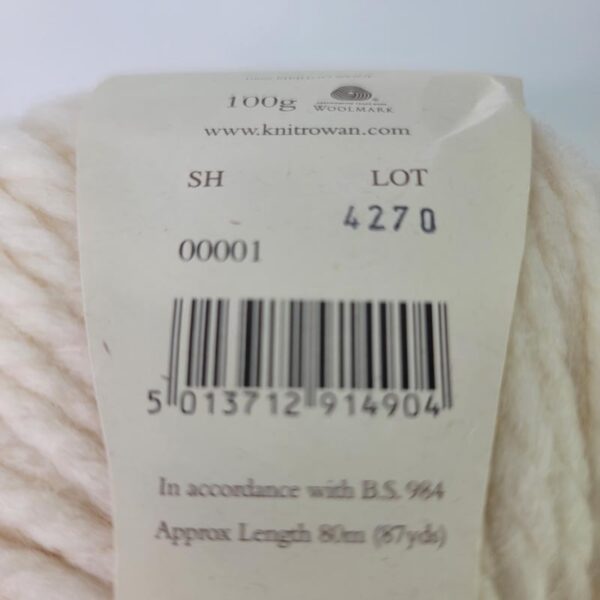 100g WOOLMARK
www.knitrowan.com
SH LOT
4270
00001
5 013712 914904
In accordance with B.S. 984
Approx Length 80m (87yds)